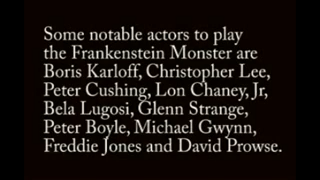 Some notable actors to play
the Frankenstein Monster are
Boris Karloff, Christopher Lee,
Peter Cushing, Lon Chaney, Jr,
Bela Lugosi, Glenn Strange,
Peter Boyle, Michael Gwynn,
Freddie Jones and David Prowse.